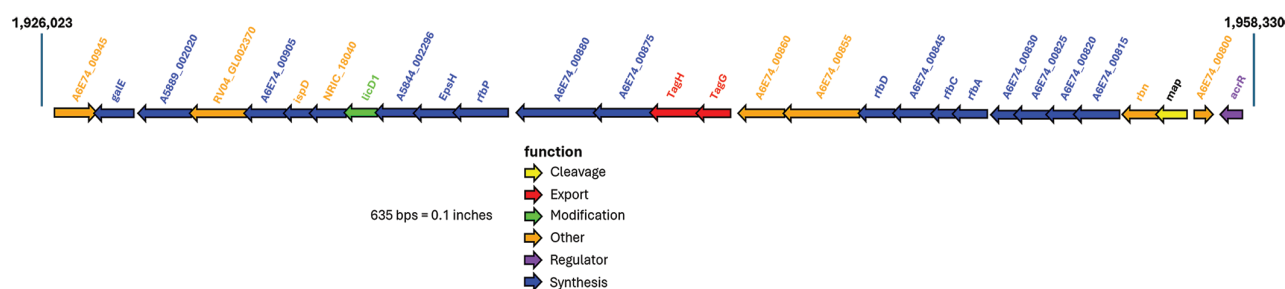 1,926,023
1,958,330
A6E74_00945
galE
A5889_002020
RV04_GL002370
A6E74_00905
ispD
NRIC_18040
licD1
A5844_002296
EpsH
rfbP
A6E74_00880
A6E74_00875
TagH
TagG
A6E74_00860
A6E74_00855
rfbD
A6E74_00845
rfbC
rfbA
A6E74_00830
A6E74_00825
A6E74_00820
A6E74_00815
rbn
map
A6E74_00800
acrR
function
Cleavage
Export
635 bps = 0.1 inches
Modification
Other
Regulator
Synthesis